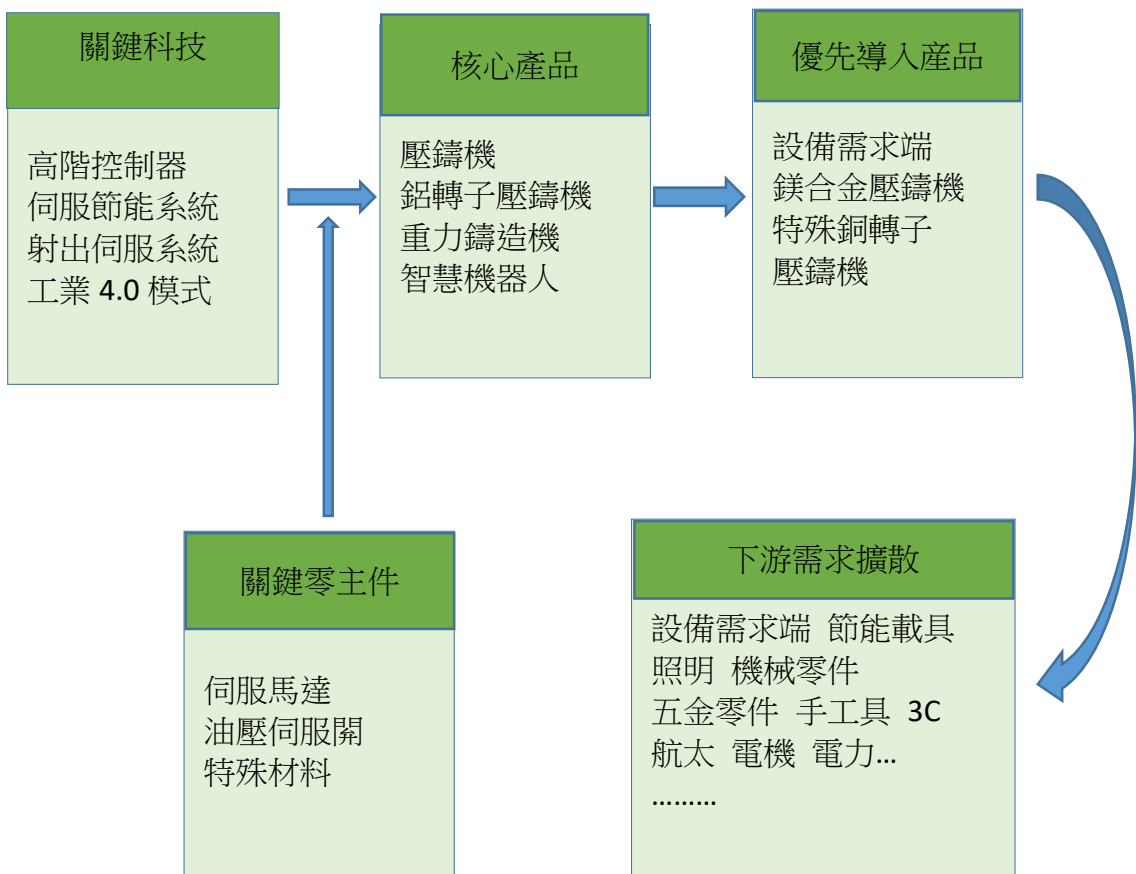 關鍵科技
高階控制器
伺服節能系統
射出伺服系統
工業 4.0 模式
核心產品
壓鑄機
鋁轉子壓鑄機
重力鑄造機
智慧機器人
優先導入產品
設備需求端
鎂合金壓鑄機
特殊銅轉子
壓鑄機
關鍵零主件
伺服馬達
油壓伺服開
特殊材料
下游需求擴散
設備需求端 節能載具
照明 機械零件
五金零件 手工具 3C
航太 電機 電力…
………